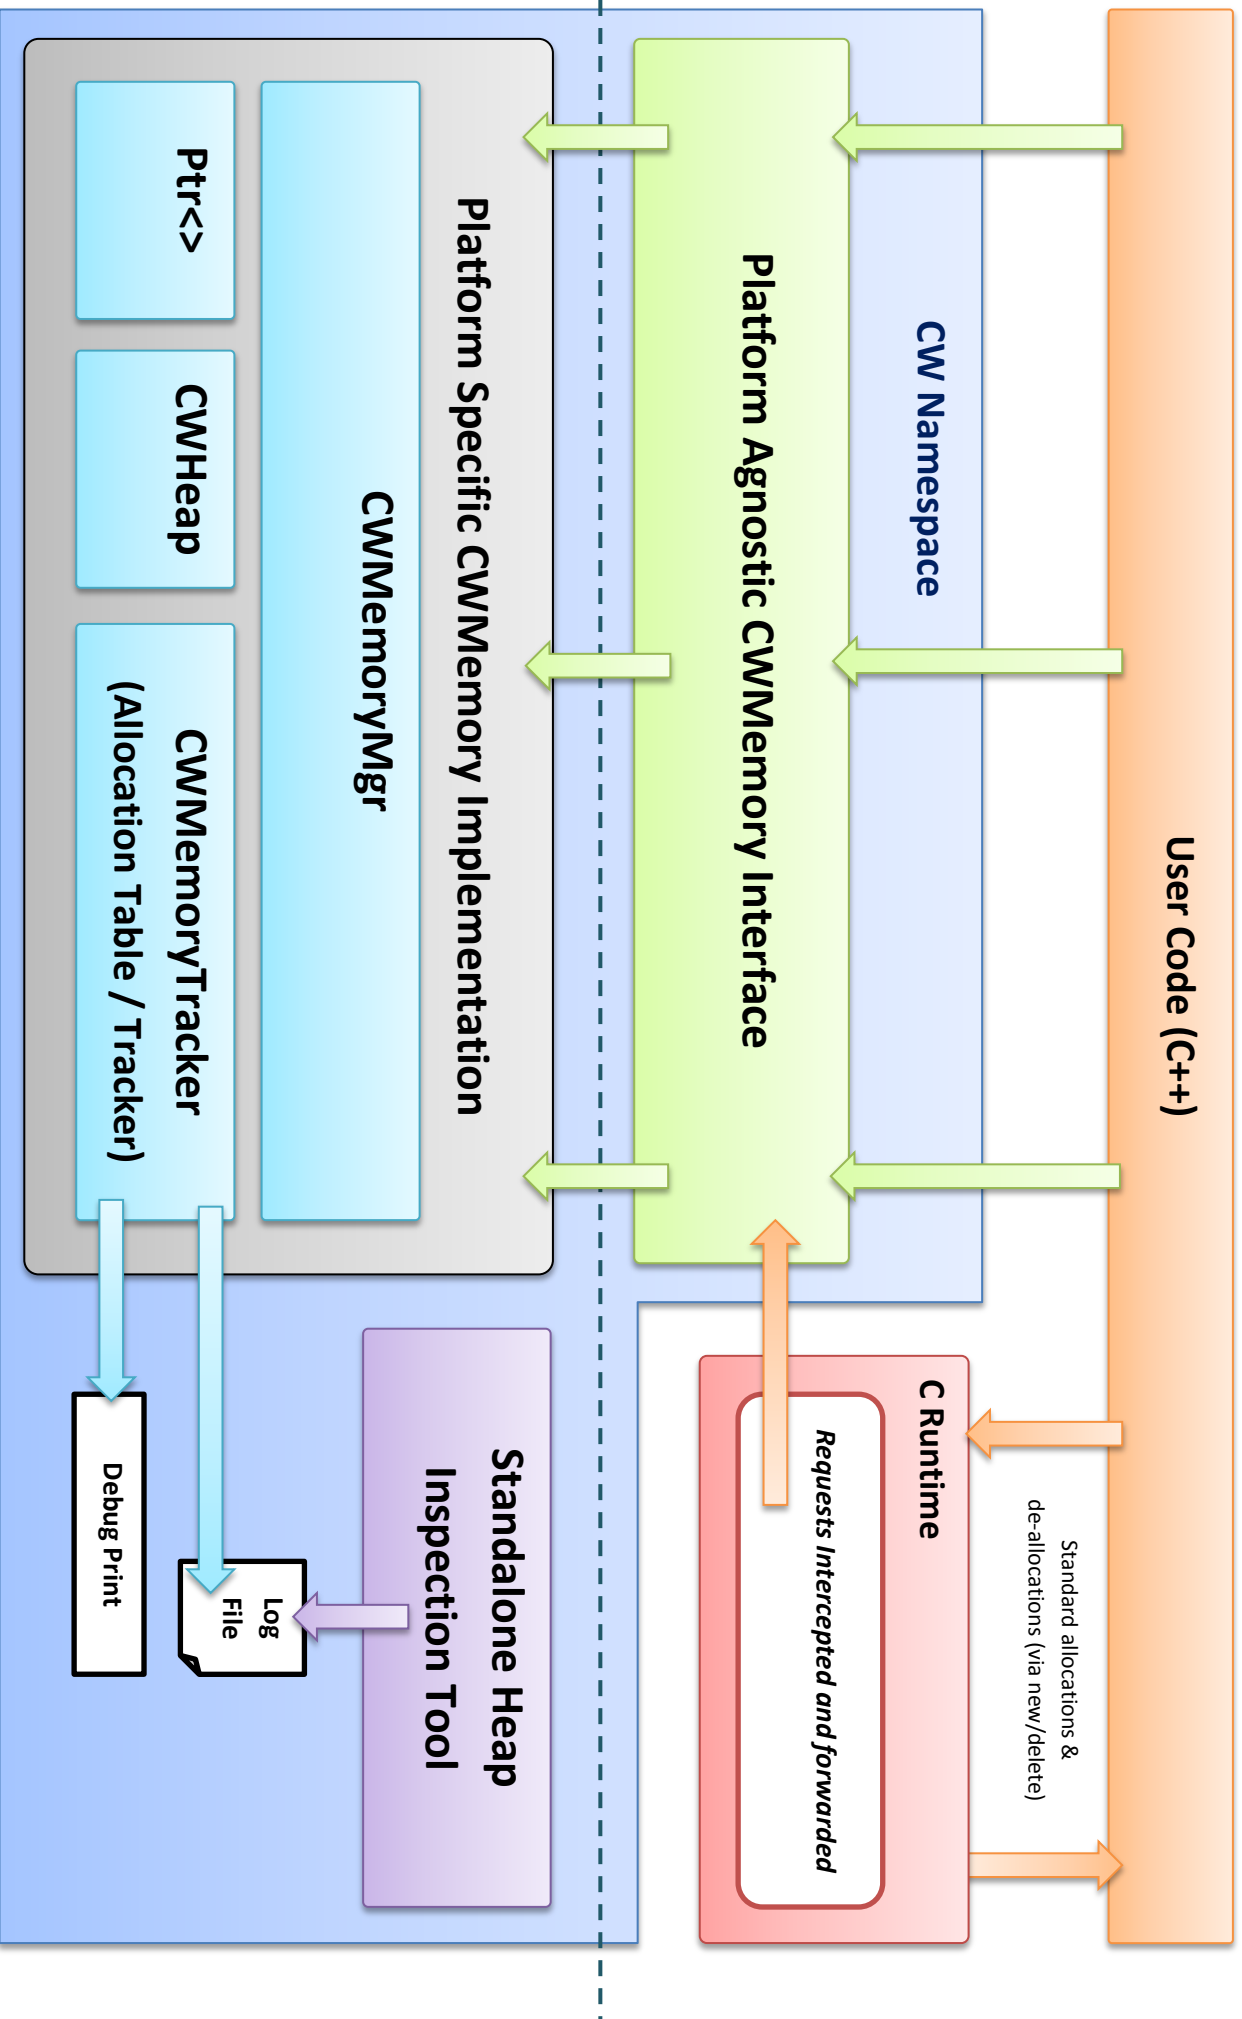 User Code (C++)
Standard allocations &
de-allocations (via new/delete)
CW Namespace
C Runtime
Platform Agnostic CWMemory Interface
Requests Intercepted and forwarded
Platform Specific CWMemory Implementation
CWMemoryMgr
Ptr<>
CWHeap
CWMemoryTracker
(Allocation Table / Tracker)
Standalone Heap
Inspection Tool
Log
File
Debug Print